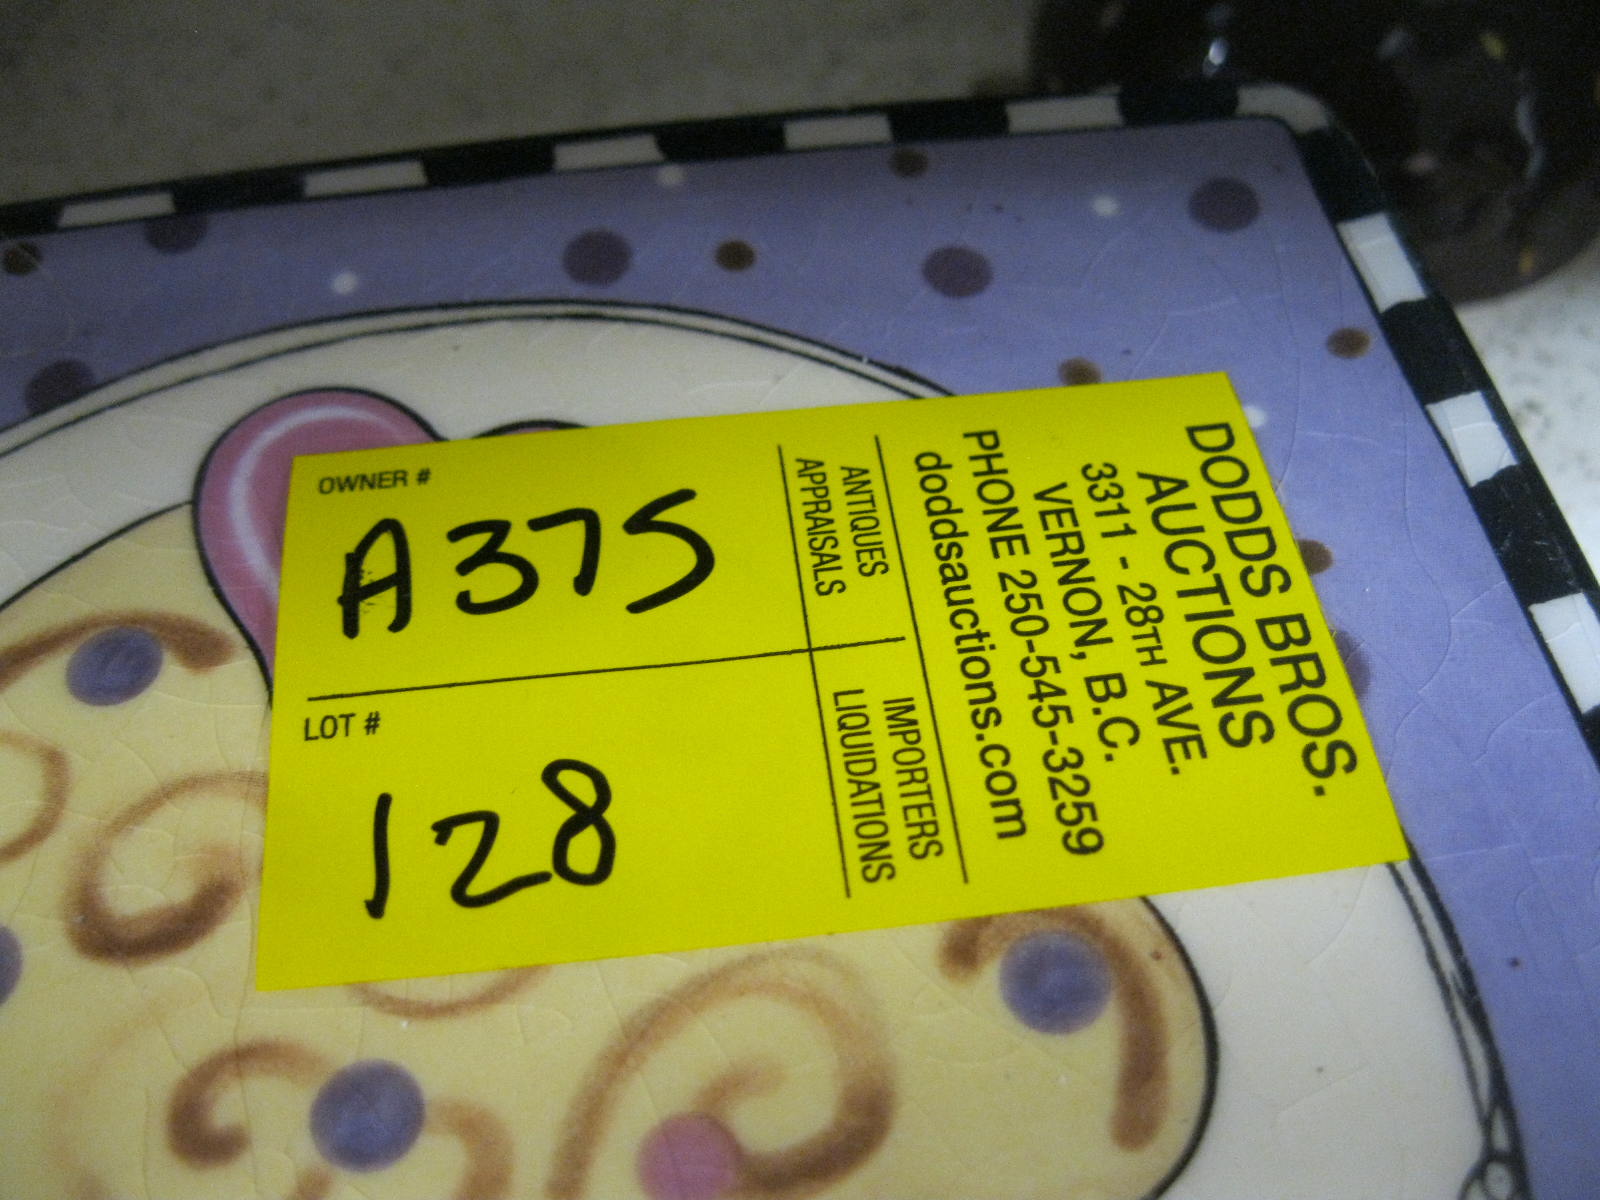 OWNER #
A375
LOT #
128
DODDS BROS.
AUCTIONS
3311 - 28TH AVE.
VERNON, B.C.
PHONE 250-545-3259
doddsauctions.com
ANTIQUES
APPRAISALS
IMPORTERS
LIQUIDATIONS